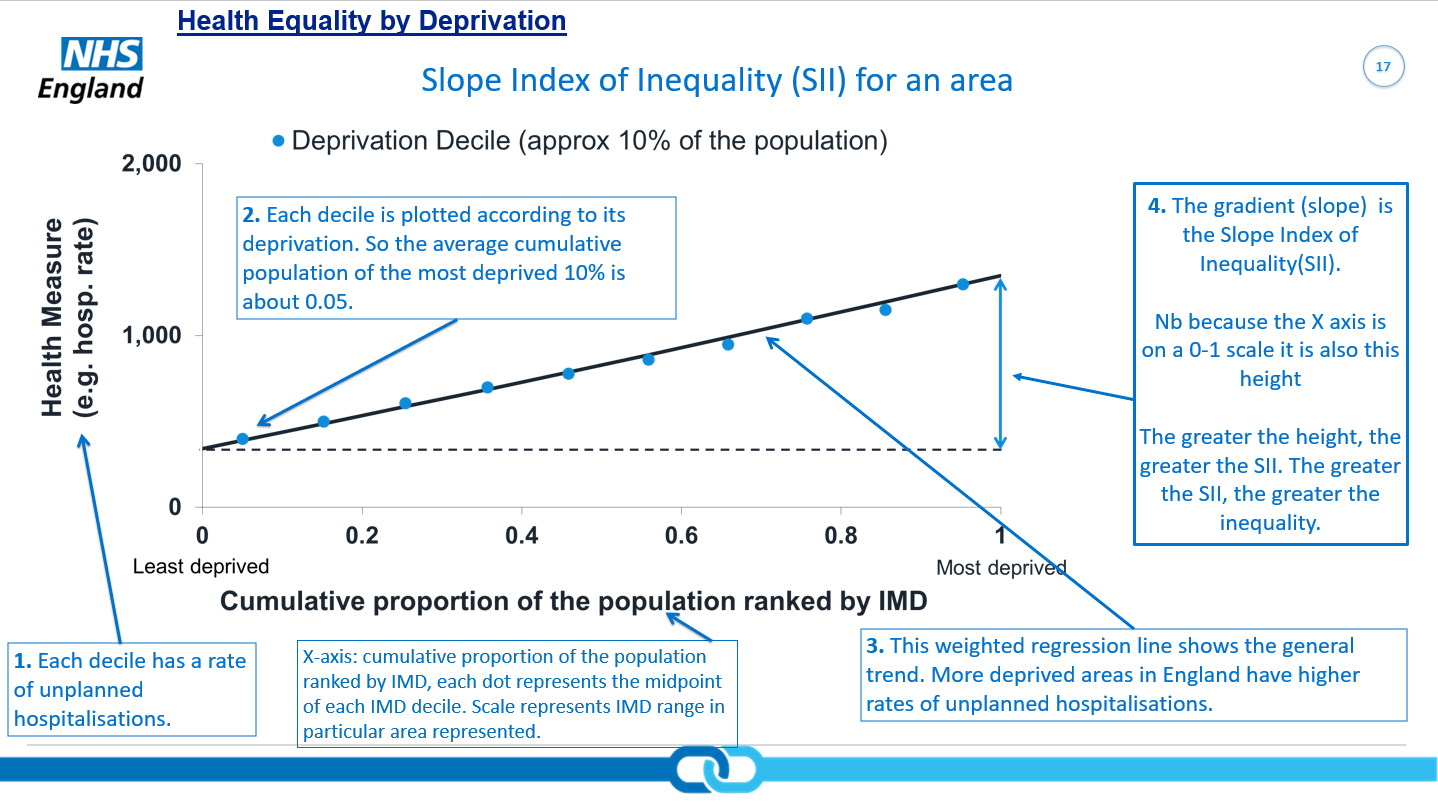 Health Equality by Deprivation
NHS
England
Slope Index of Inequality (SII) for an area
17
Deprivation Decile (approx 10% of the population)
Health Measure
(e.g. hosp. rate)
2,000
1,000
0
2. Each decile is plotted according to its
deprivation. So the average cumulative
population of the most deprived 10% is
about 0.05.
4. The gradient (slope)  is
the Slope Index of
Inequality(SII).
Nb because the X axis is
on a 0-1 scale it is also this
height
The greater the height, the
greater the SII. The greater
the SII, the greater the
inequality.
0 0.2 0.4 0.6 0.8 1
Least deprived
Most deprived
Cumulative proportion of the population ranked by IMD
1. Each decile has a rate
of unplanned
hospitalisations.
X-axis: cumulative proportion of the population
ranked by IMD, each dot represents the midpoint
of each IMD decile. Scale represents IMD range in
particular area represented.
3. This weighted regression line shows the general
trend. More deprived areas in England have higher
rates of unplanned hospitalisations.